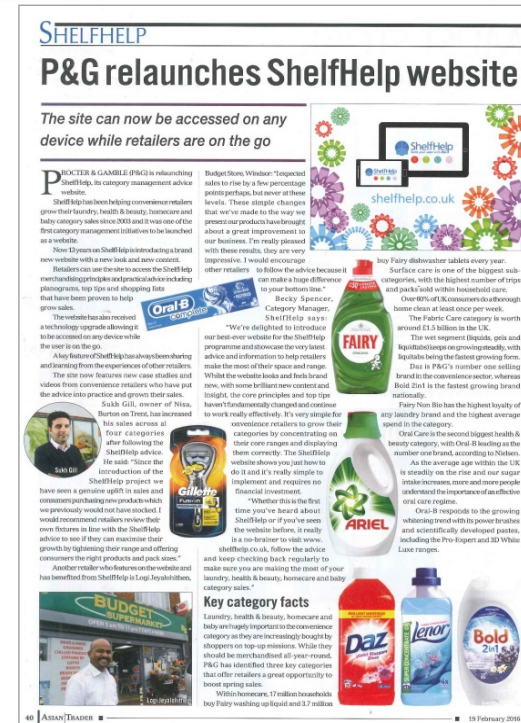 SHELFHELP
P&G relaunches ShelfHelp website
The site can now be accessed on any
device while retailers are on the go
PROCTER & GAMBLE (P&G) is relaunching
ShelfHelp, its category management advice
website.
ShelfHelp has been helping convenience retailers
grow their laundry, health & beauty, homecare and
baby category sales since 2003 and it was one of the
first category management initiatives to be launched
as a website.
Now 13 years on ShelfHelp is introducing a brand
new website with a new look and new content.
Retailers can use the site to access the ShelfHelp
merchandising principles and practical advice including
planograms, top tips and shopping lists
that have been proven to help
grow sales.
The website has also received
a technology upgrade allowing it
to be accessed on any device while
the user is on the go.
A key feature of ShelfHelp has always been sharing
and learning from the experiences of other retailers.
The site now features new case studies and
videos from convenience retailers who have put
the advice into practice and grown their sales.
Sukh Gill, owner of Nisa,
Burton on Trent, has increased
his sales across al
four categories
after following the
ShelfHelp advice.
He said: "Since the
introduction of the
ShelfHelp project we
have seen a genuine uplift in sales and
consumers purchasing new products which
we previously would not have stocked. I
would recommend retailers review their
own fixtures in line with the ShelfHelp
advice to see if they can maximise their
growth by tightening their range and offering
consumers the right products and pack sizes."
Another retailer who features on the website and
has benefited from ShelfHelp is Logi Jeyalohithen,
Sukh Gill
BUDGET
SUPERMARKET
Logi Jeyalohithen
Budget Store, Windsor: "I expected
sales to rise by a few percentage
points perhaps, but never at these
levels. These simple changes
that we've made to the way we
present our products have brought
about a great improvement to
our business. I'm really pleased
with these results, they are very
impressive. I would encourage
other retailers to follow the advice because it
can make a huge difference
to your bottom line."
Becky Spencer,
Category Manager,
ShelfHelp says:
"We're delighted to introduce
our best-ever website for the ShelfHelp
programme and showcase the very latest
advice and information to help retailers
make the most of their space and range.
Whilst the website looks and feels brand
new, with some brilliant new content and
insight, the core principles and top tips
haven't fundamentally changed and continue
to work really effectively. It's very simple for
convenience retailers to grow their
categories by concentrating on
their core ranges and displaying
them correctly. The ShelfHelp
website shows you just how to
do it and it's really simple to
implement and requires no
financial investment.
"Whether this is the first
time you've heard about
ShelfHelp or if you've seen
the website before, it really
is a no-brainer to visit www.
shelfhelp.co.uk, follow the advice
and keep checking back regularly to
make sure you are making the most of your
laundry, health & beauty, homecare and baby
category sales."
Key category facts
Laundry, health & beauty, homecare and
baby are hugely important to the convenience
category as they are increasingly bought by
shoppers on top-up missions. While they
should be merchandised all-year-round,
P&G has identified three key categories
that offer retailers a great opportunity to
boost spring sales.
Within homecare, 17 million households
buy Fairy washing up liquid and 3.7 million
ShelfHelp
ShelfHelp
shelfhelp.co.uk
buy Fairy dishwasher tablets every year.
Surface care is one of the biggest sub-
categories, with the highest number of trips
and packs sold within household care.
Over 60% of UK consumers do a thorough
home clean at least once per week.
The Fabric Care category is worth
around £1.5 billion in the UK.
The wet segment (liquids, gels and
liquitabs) keeps on growing steadily, with
liquitabs being the fastest growing form.
Daz is P&G's number one selling
brand in the convenience sector, whereas
Bold 2in1 is the fastest growing brand
nationally.
Fairy Non Bio has the highest loyalty of
any laundry brand and the highest average
spend in the category.
Oral Care is the second biggest health &
beauty category, with Oral-B leading as the
number one brand, according to Nielsen.
As the average age within the UK
is steadily on the rise and our sugar
intake increases, more and more people
understand the importance of an effective
oral care regime.
Oral-B responds to the growing
whitening trend with its power brushes
and scientifically developed pastes,
including the Pro-Expert and 3D White
Luxe ranges.
Oral-B
complete
FAIRY
Gillette
FUSION
ARIEL
Daz
Lenor
Bold
2in1
40 ASIAN TRADER
19 February 2016